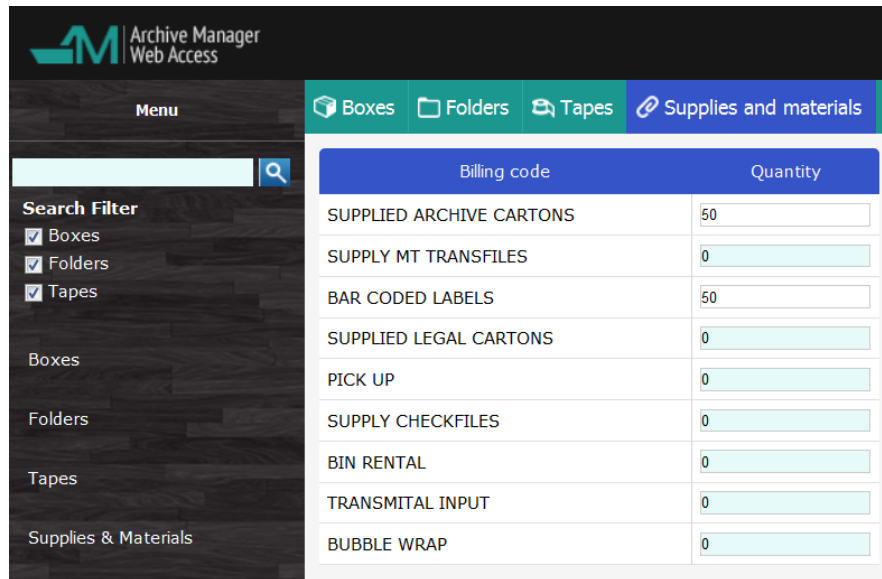 Archive Manager
Web Access
Menu
Boxes Folders Tapes Supplies and materials
Search Filter
Boxes
Folders
Tapes
Boxes
Folders
Tapes
Supplies & Materials
Billing code Quantity
SUPPLIED ARCHIVE CARTONS 50
SUPPLY MT TRANSFILES 0
BAR CODED LABELS 50
SUPPLIED LEGAL CARTONS 0
PICK UP 0
SUPPLY CHECKFILES 0
BIN RENTAL 0
TRANSMITAL INPUT 0
BUBBLE WRAP 0